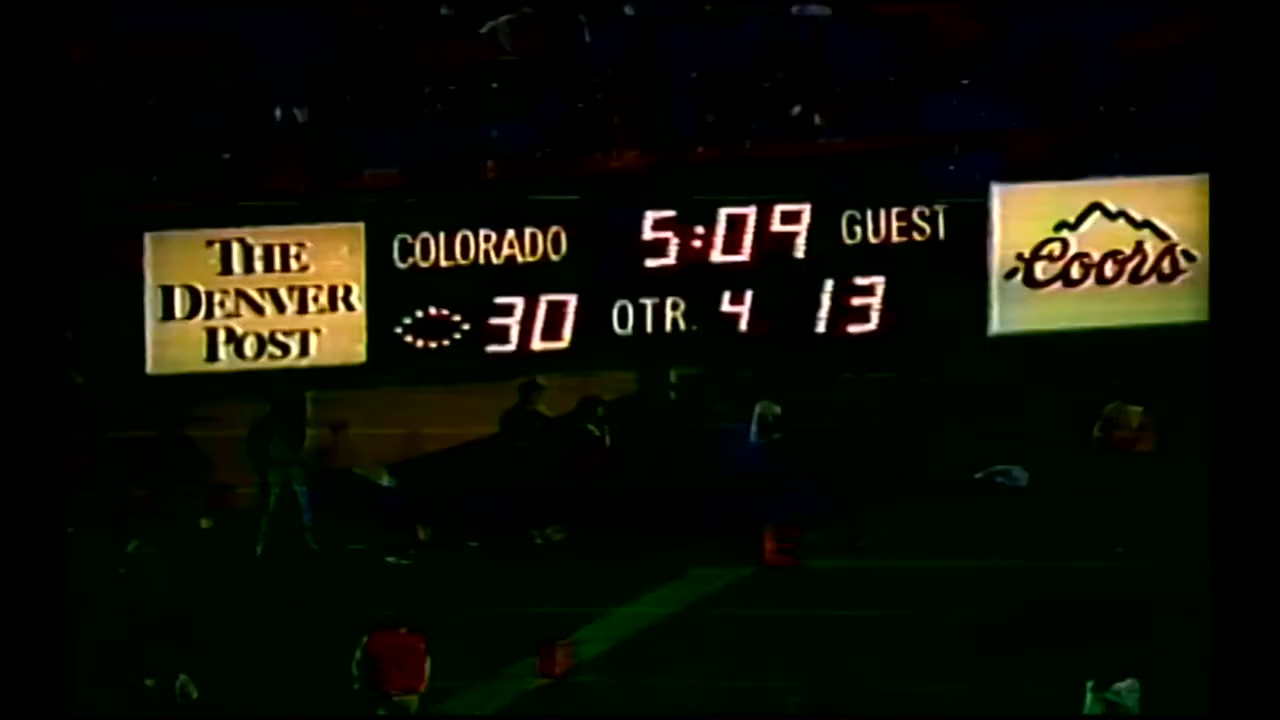 THE
DENVER
POST
COLORADO 5:09 GUEST
30 QTR. 4 13
Coors